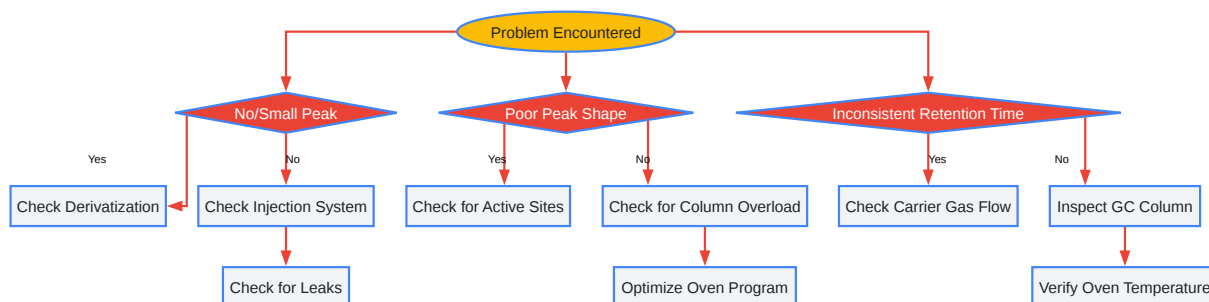 Problem Encountered
No/Small Peak
Poor Peak Shape
Inconsistent Retention Time
Yes
No
Yes
No
Yes
No
Check Derivatization
Check Injection System
Check for Active Sites
Check for Column Overload
Check Carrier Gas Flow
Inspect GC Column
Check for Leaks
Optimize Oven Program
Verify Oven Temperature